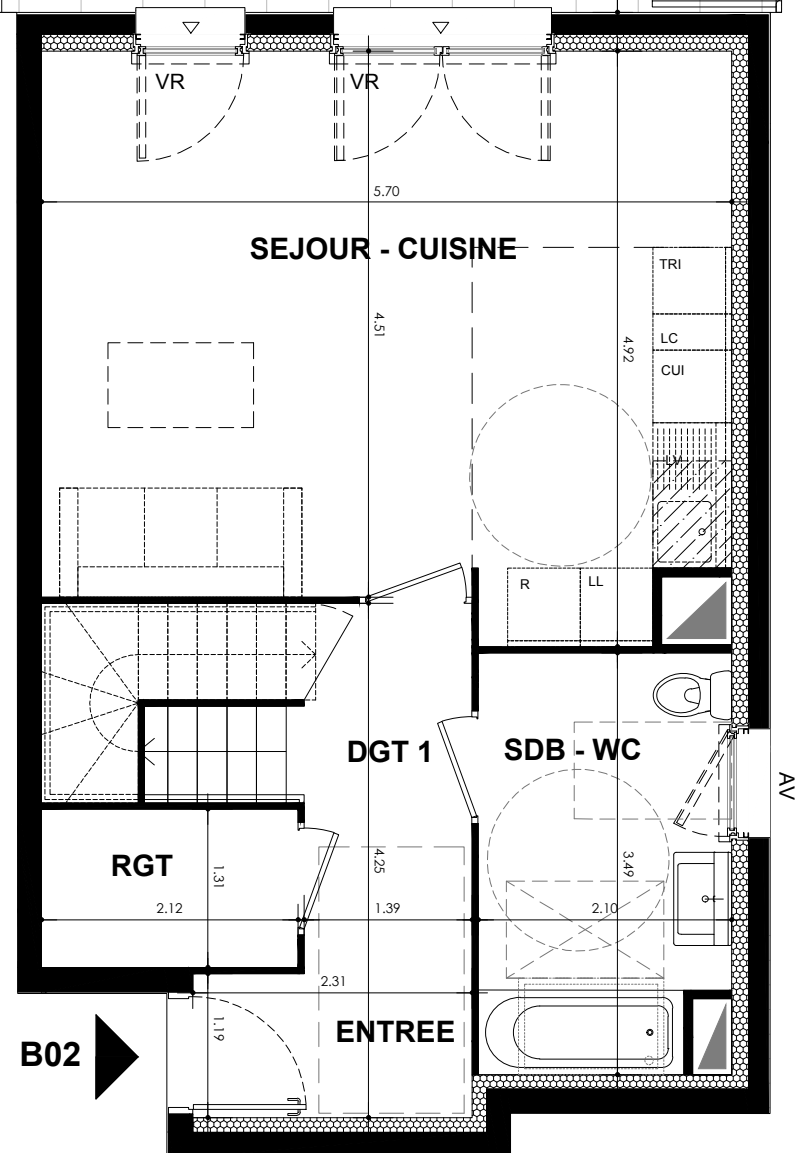 VR
VR
5.70
SEJOUR - CUISINE
TRI
4.51
4.92
LC
CUI
LV
R
LL
DGT 1
SDB - WC
AV
RGT
1.31
4.25
3.49
2.12
1.39
2.10
2.31
1.19
ENTREE
B02